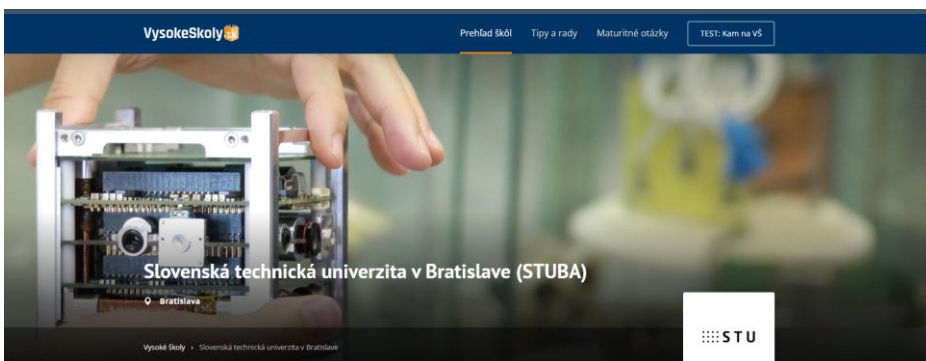 VysokeSkoly.sk
Prehľad škôl
Tipy a rady
Maturitné otázky
TEST: Kam na VŠ
Slovenská technická univerzita v Bratislave (STUBA)
Bratislava
Vysoké školy > Slovenská technická univerzita v Bratislave
STU